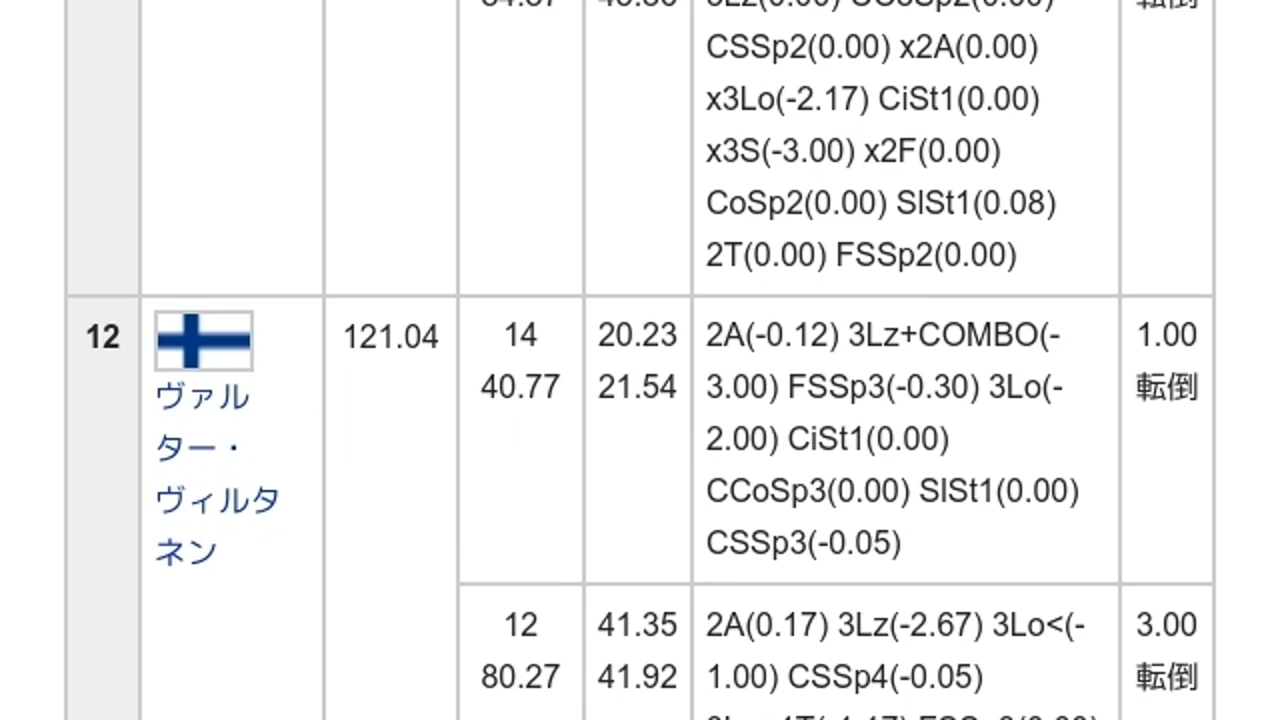 CSSp2(0.00) x2A(0.00)
x3Lo(-2.17) CiSt1(0.00)
x3S(-3.00) x2F(0.00)
CoSp2(0.00) SlSt1(0.08)
2T(0.00) FSSp2(0.00)
12
ヴァル
ター・
ヴィルタ
ネン
121.04
14
40.77
20.23
21.54
2A(-0.12) 3Lz+COMBO(-
3.00) FSSp3(-0.30) 3Lo(-
2.00) CiSt1(0.00)
CCoSp3(0.00) SlSt1(0.00)
CSSp3(-0.05)
1.00
転倒
12
80.27
41.35
41.92
2A(0.17) 3Lz(-2.67) 3Lo<(-
1.00) CSSp4(-0.05)
3.00
転倒